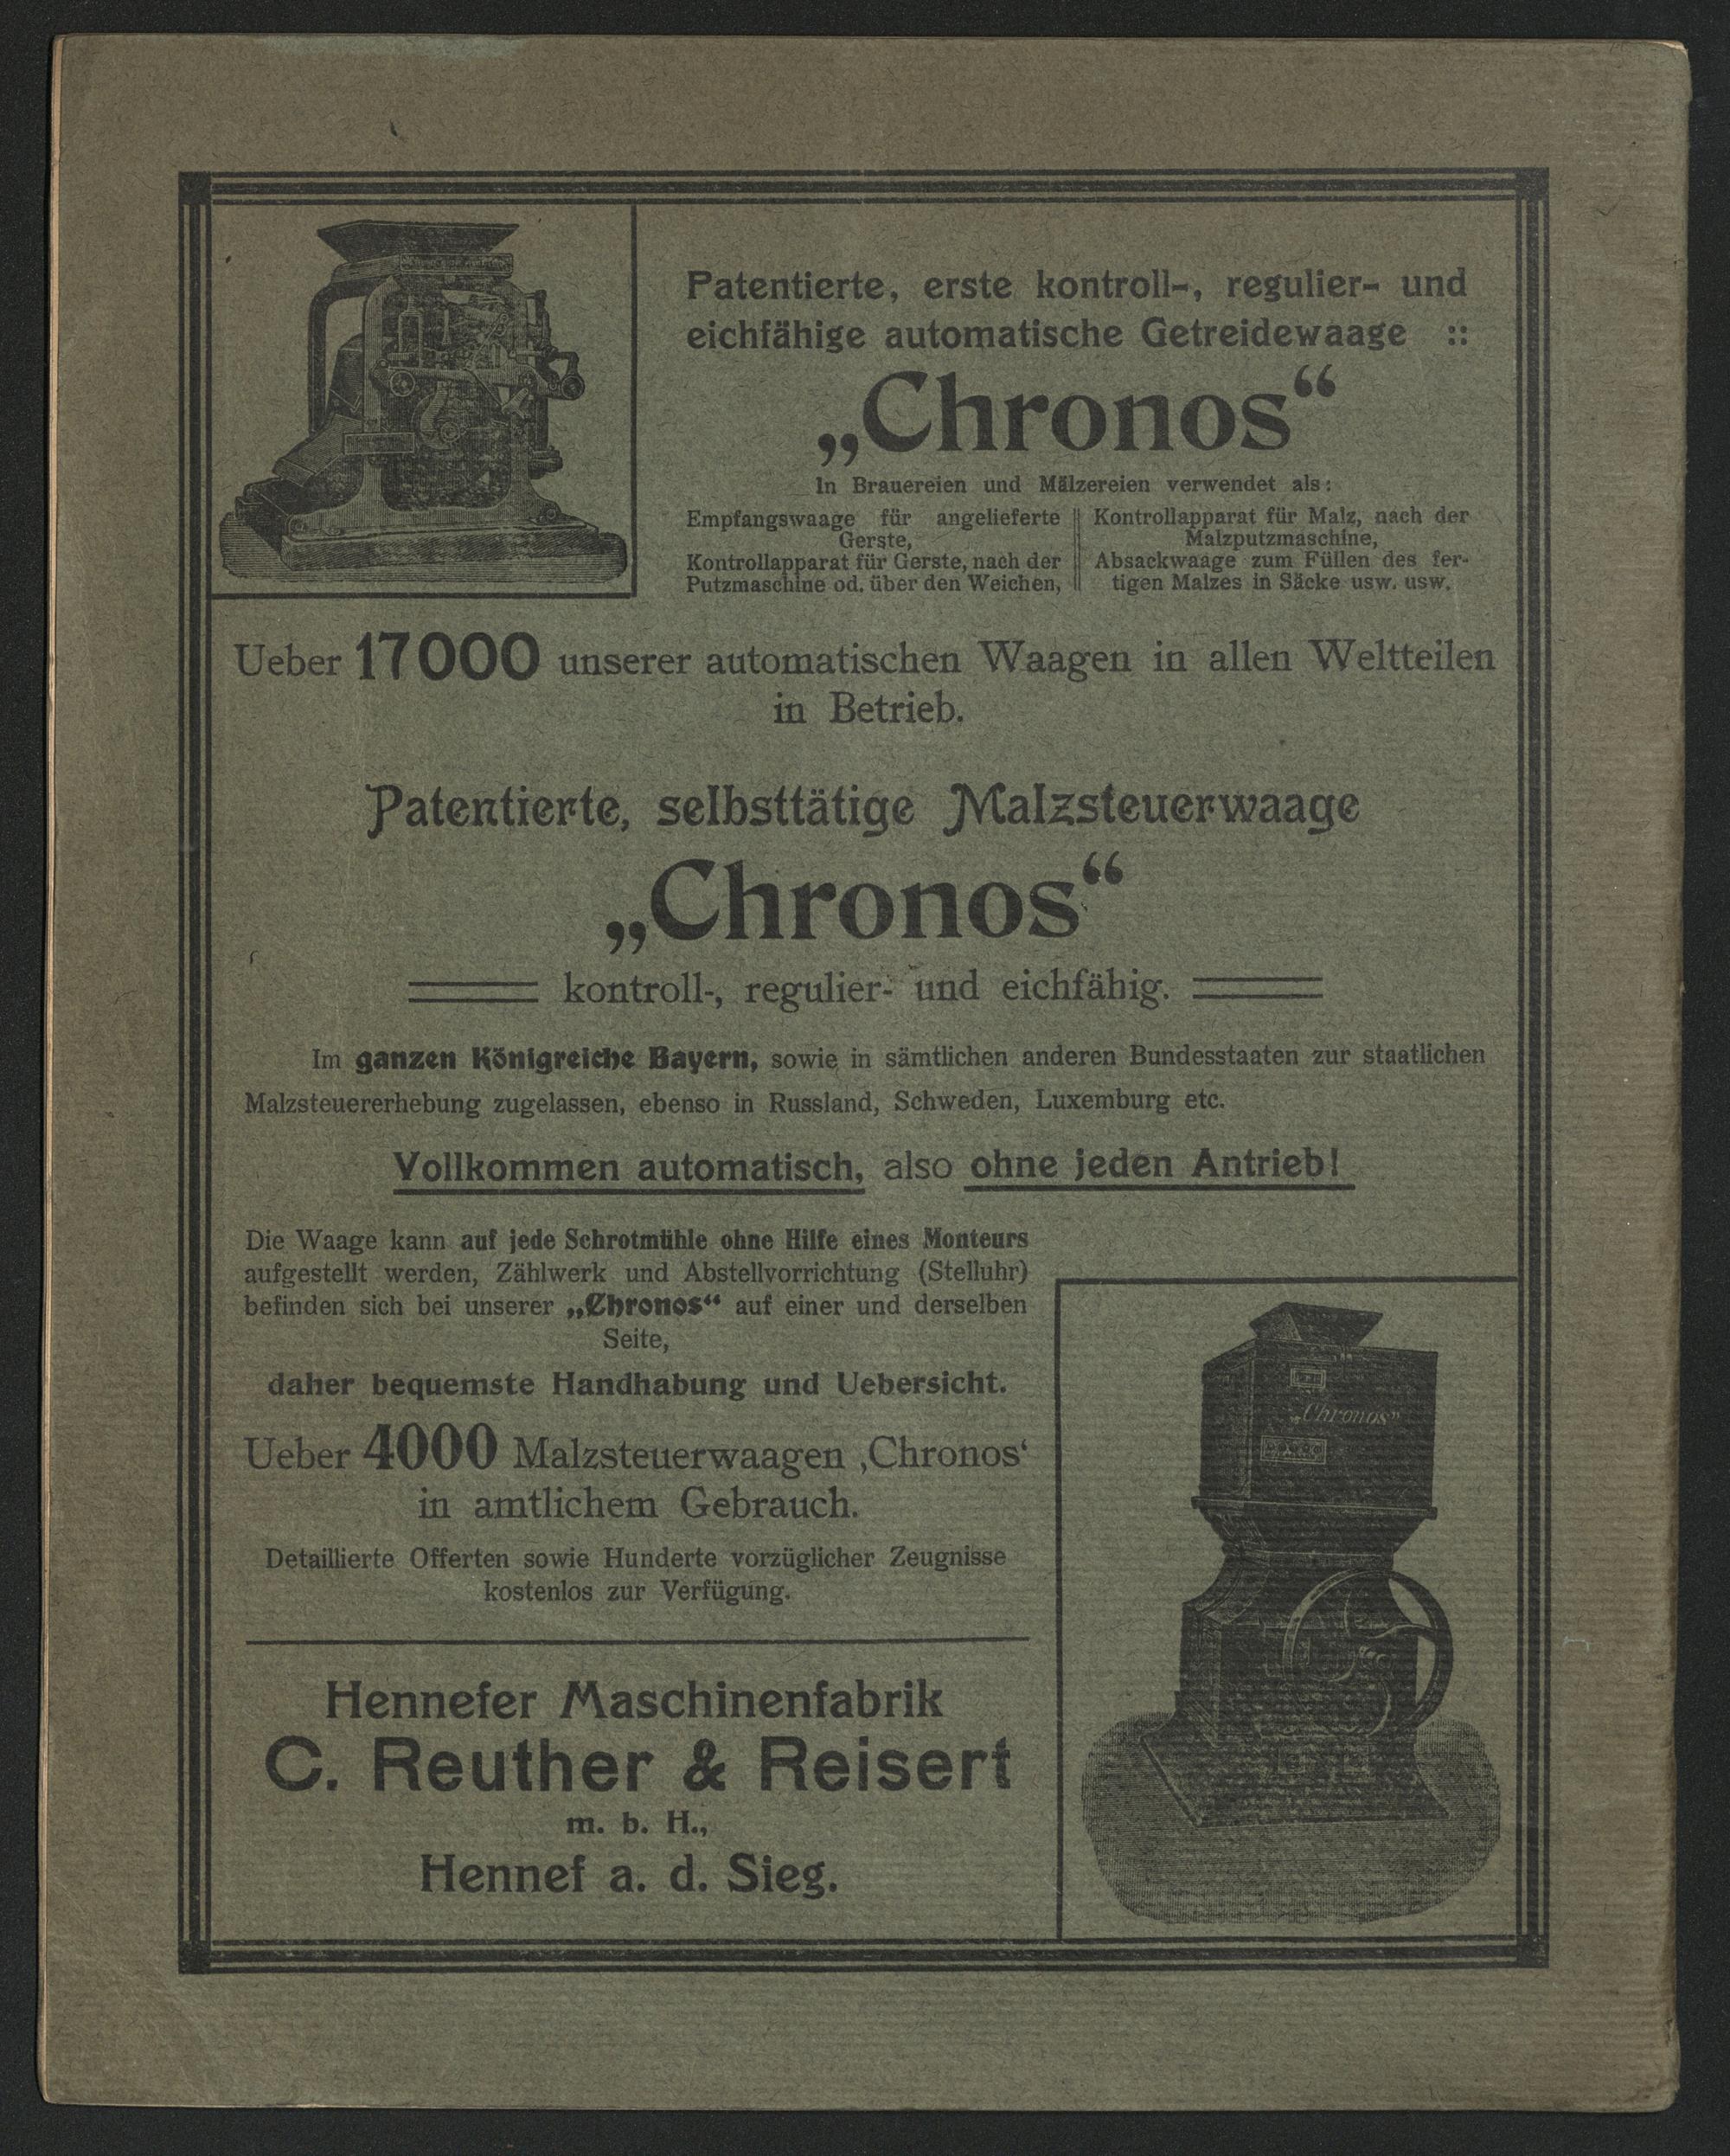 Patentierte, erste kontroll-, regulier- und
eichfähige automatische Getreidewaage ::
„Chronos“
In Brauereien und Mälzereien verwendet als:
Empfangswaage für angelieferte
Gerste,
Kontrollapparat für Gerste, nach der
Putzmaschine od. über den Weichen,
Kontrollapparat für Malz, nach der
Malzputzmaschine,
Absackwaage zum Füllen des fer-
tigen Malzes in Säcke usw. usw.
Ueber 17000 unserer automatischen Waagen in allen Weltteilen
in Betrieb.
Patentierte, selbsttätige Malzsteuerwaage
„Chronos“
kontroll-, regulier- und eichfähig.
Im ganzen Königreiche Bayern, sowie in sämtlichen anderen Bundesstaaten zur staatlichen
Malzsteuererhebung zugelassen, ebenso in Russland, Schweden, Luxemburg etc.
Vollkommen automatisch, also ohne jeden Antrieb!
Die Waage kann auf jede Schrotmühle ohne Hilfe eines Monteurs
aufgestellt werden, Zählwerk und Abstellvorrichtung (Stelluhr)
befinden sich bei unserer „Chronos“ auf einer und derselben
Seite,
daher bequemste Handhabung und Uebersicht.
Ueber 4000 Malzsteuerwaagen ‚Chronos‘
in amtlichem Gebrauch.
Detaillierte Offerten sowie Hunderte vorzüglicher Zeugnisse
kostenlos zur Verfügung.
„Chronos”
Hennefer Maschinenfabrik
C. Reuther & Reisert
m. b. H.,
Hennef a. d. Sieg.